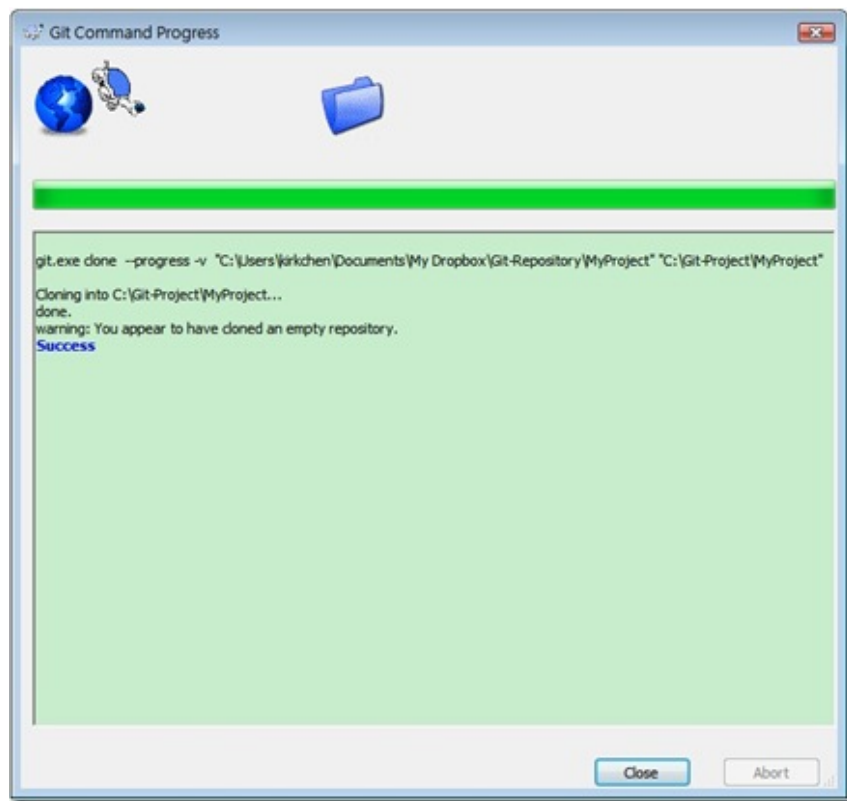 Git Command Progress
git.exe clone --progress -v "C:\Users\kirkchen\Documents\My Dropbox\Git-Repository\MyProject" "C:\Git-Project\MyProject"
Cloning into C:\Git-Project\MyProject...
done.
warning: You appear to have cloned an empty repository.
Success
Close
Abort